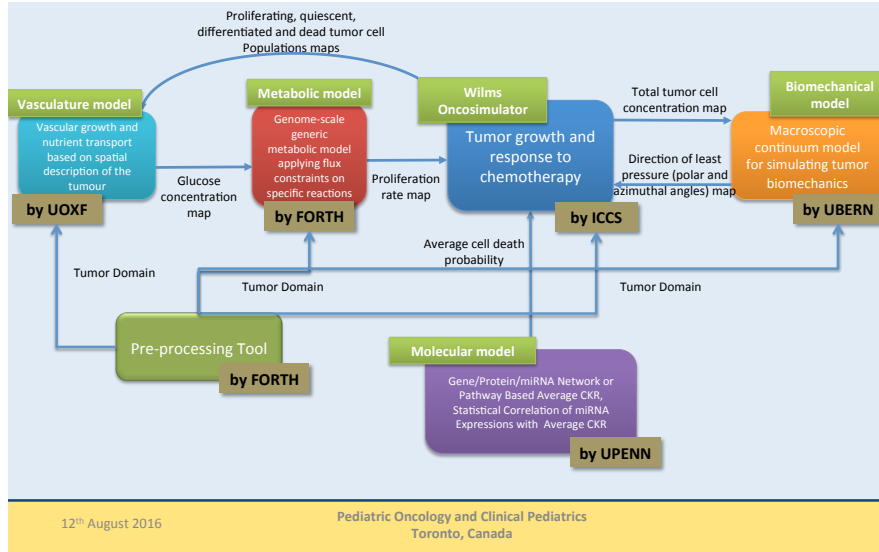 Proliferating, quiescent,
differentiated and dead tumor cell
Populations maps
Vasculature model
Vascular growth and
nutrient transport
based on spatial
description of the
tumour
by UOXF
Glucose
concentration
map
Metabolic model
Genome-scale
generic
metabolic model
applying flux
constraints on
specific reactions
by FORTH
Proliferation
rate map
Wilms
Oncosimulator
Tumor growth and
response to
chemotherapy
by ICCS
Total tumor cell
concentration map
Direction of least
pressure (polar and
azimuthal angles) map
Biomechanical
model
Macroscopic
continuum model
for simulating tumor
biomechanics
by UBERN
Average cell death
probability
Tumor Domain
Tumor Domain
Tumor Domain
Pre-processing Tool
by FORTH
Molecular model
Gene/Protein/miRNA Network or
Pathway Based Average CKR,
Statistical Correlation of miRNA
Expressions with Average CKR
by UPENN
12th August 2016
Pediatric Oncology and Clinical Pediatrics
Toronto, Canada